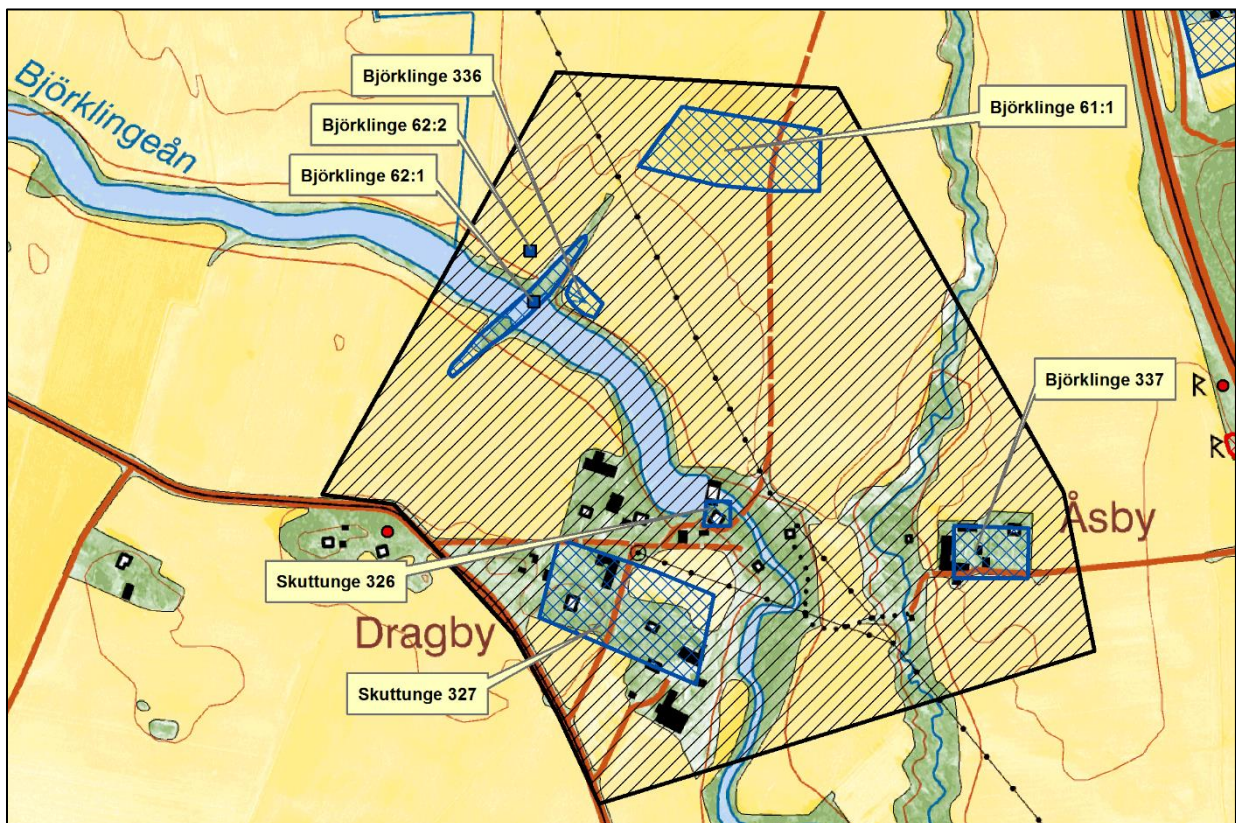 Björklinge 336
Björklingeån
Björklinge 61:1
Björklinge 62:2
Björklinge 62:1
Björklinge 337
R
R
Åsby
Skuttunge 326
Dragby
Skuttunge 327